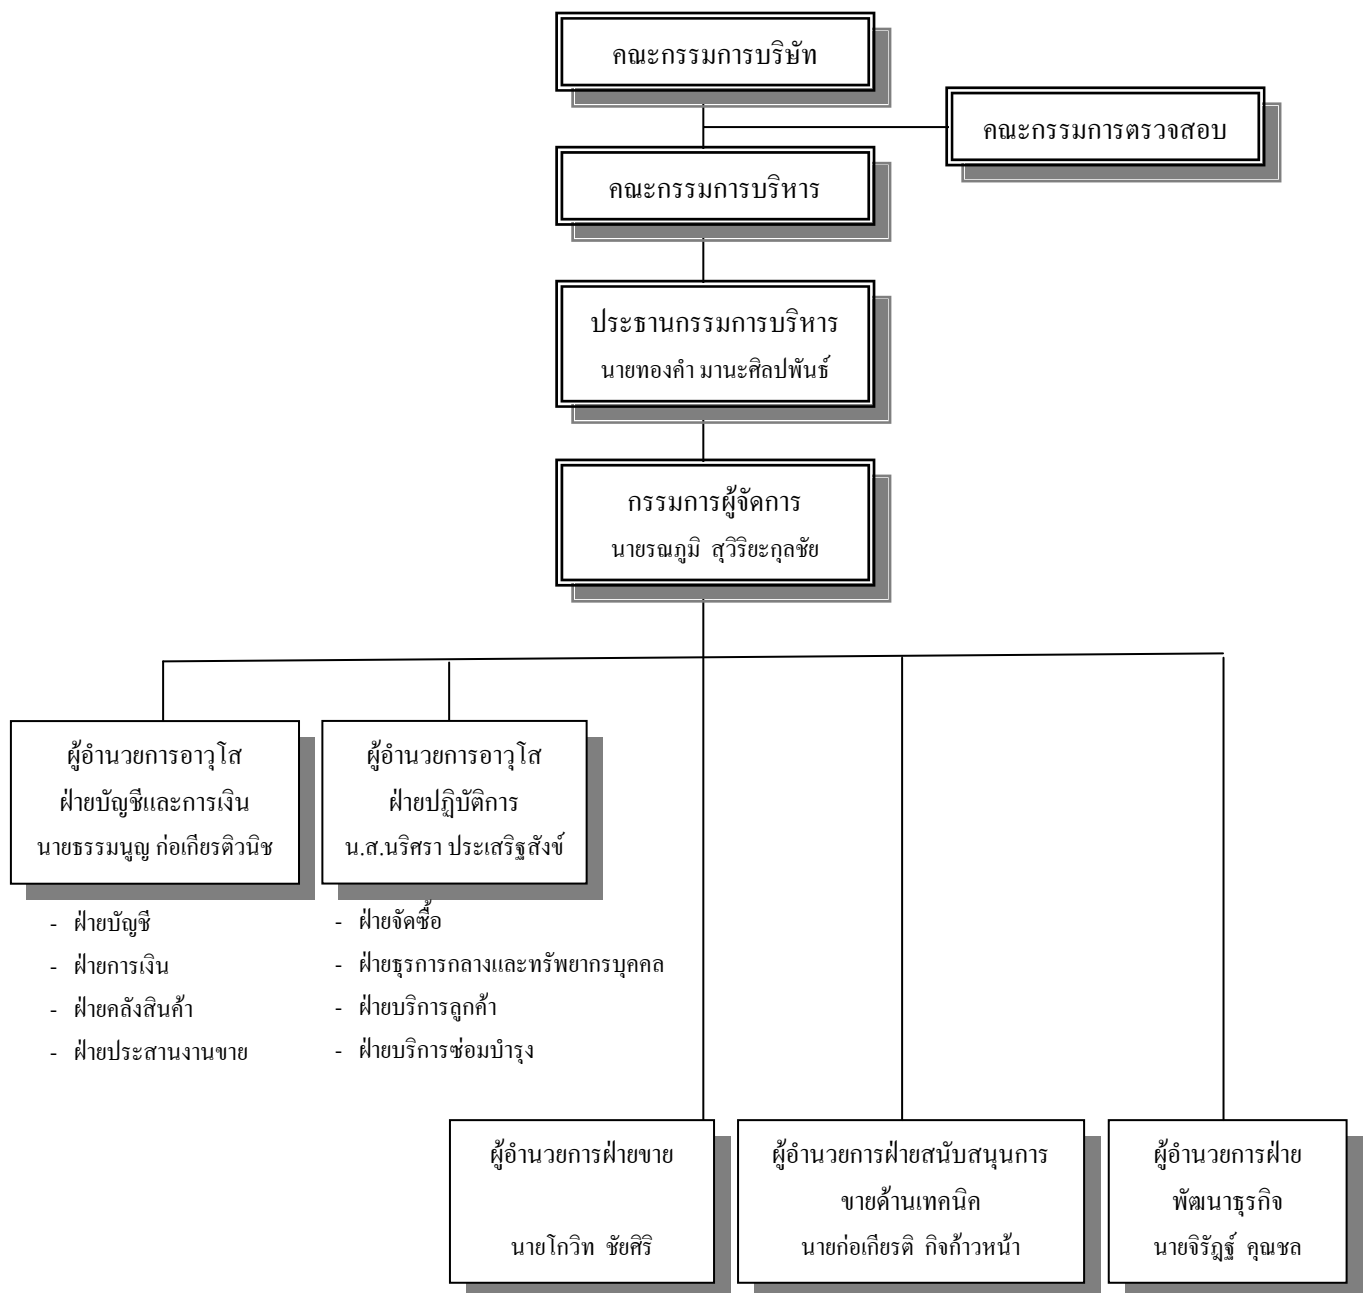 คณะกรรมการบริษัท
คณะกรรมการตรวจสอบ
คณะกรรมการบริหาร
ประธานกรรมการบริหาร
นายทองคำ มานะศิลปพันธ์
กรรมการผู้จัดการ
นายรณภูมิ สุวิริยะกุลชัย
ผู้อำนวยการอาวุโส
ฝ่ายบัญชีและการเงิน
นายธรรมนูญ ก่อเกียรติวนิช
- ฝ่ายบัญชี
- ฝ่ายการเงิน
- ฝ่ายคลังสินค้า
- ฝ่ายประสานงานขาย
ผู้อำนวยการอาวุโส
ฝ่ายปฏิบัติการ
น.ส.นริศรา ประเสริฐสังข์
- ฝ่ายจัดซื้อ
- ฝ่ายธุรการกลางและทรัพยากรบุคคล
- ฝ่ายบริการลูกค้า
- ฝ่ายบริการซ่อมบำรุง
ผู้อำนวยการฝ่ายขาย
นายโกวิท ชัยศิริ
ผู้อำนวยการฝ่ายสนับสนุนการ
ขายด้านเทคนิค
นายก่อเกียรติ กิจก้าวหน้า
ผู้อำนวยการฝ่าย
พัฒนาธุรกิจ
นายจิรัฎฐ์ คุณชล